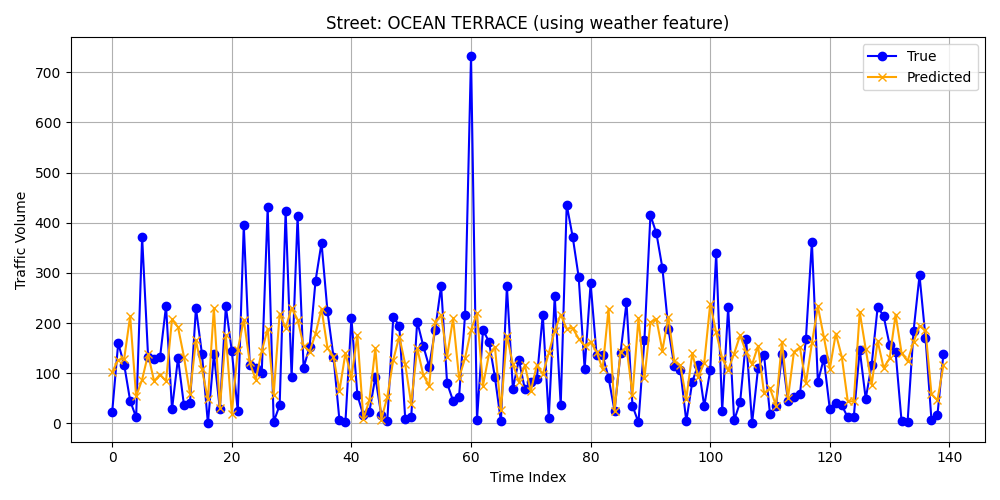 Street: OCEAN TERRACE (using weather feature)
True
Predicted
Traffic Volume
700
600
500
400
300
200
100
0
0 20 40 60 80 100 120 140
Time Index